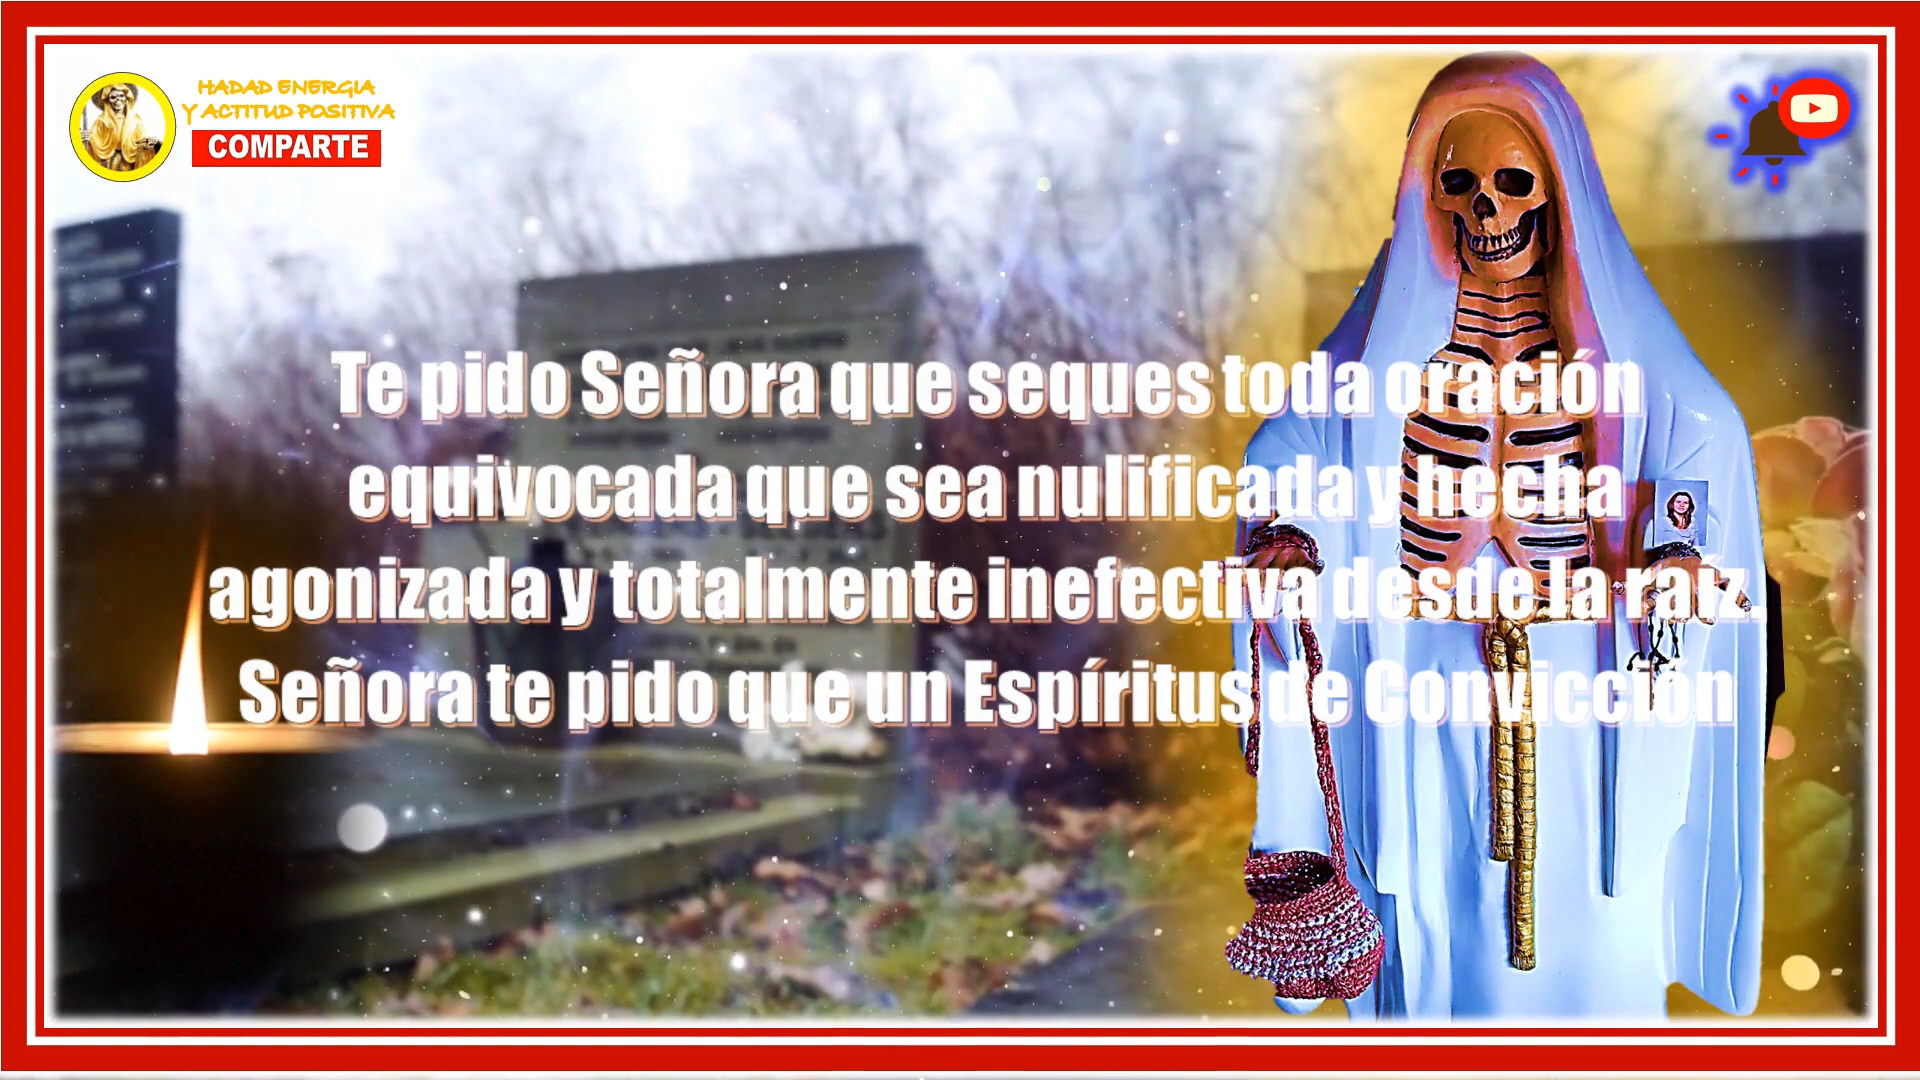 HADAD ENERGIA
Y ACTITUD POSITIVA
COMPARTE
Te pido Señora que seques toda oración
equivocada que sea nulificada y hecha
agonizada y totalmente inefectiva desde la raíz.
Señora te pido que un Espíritus de Convicción